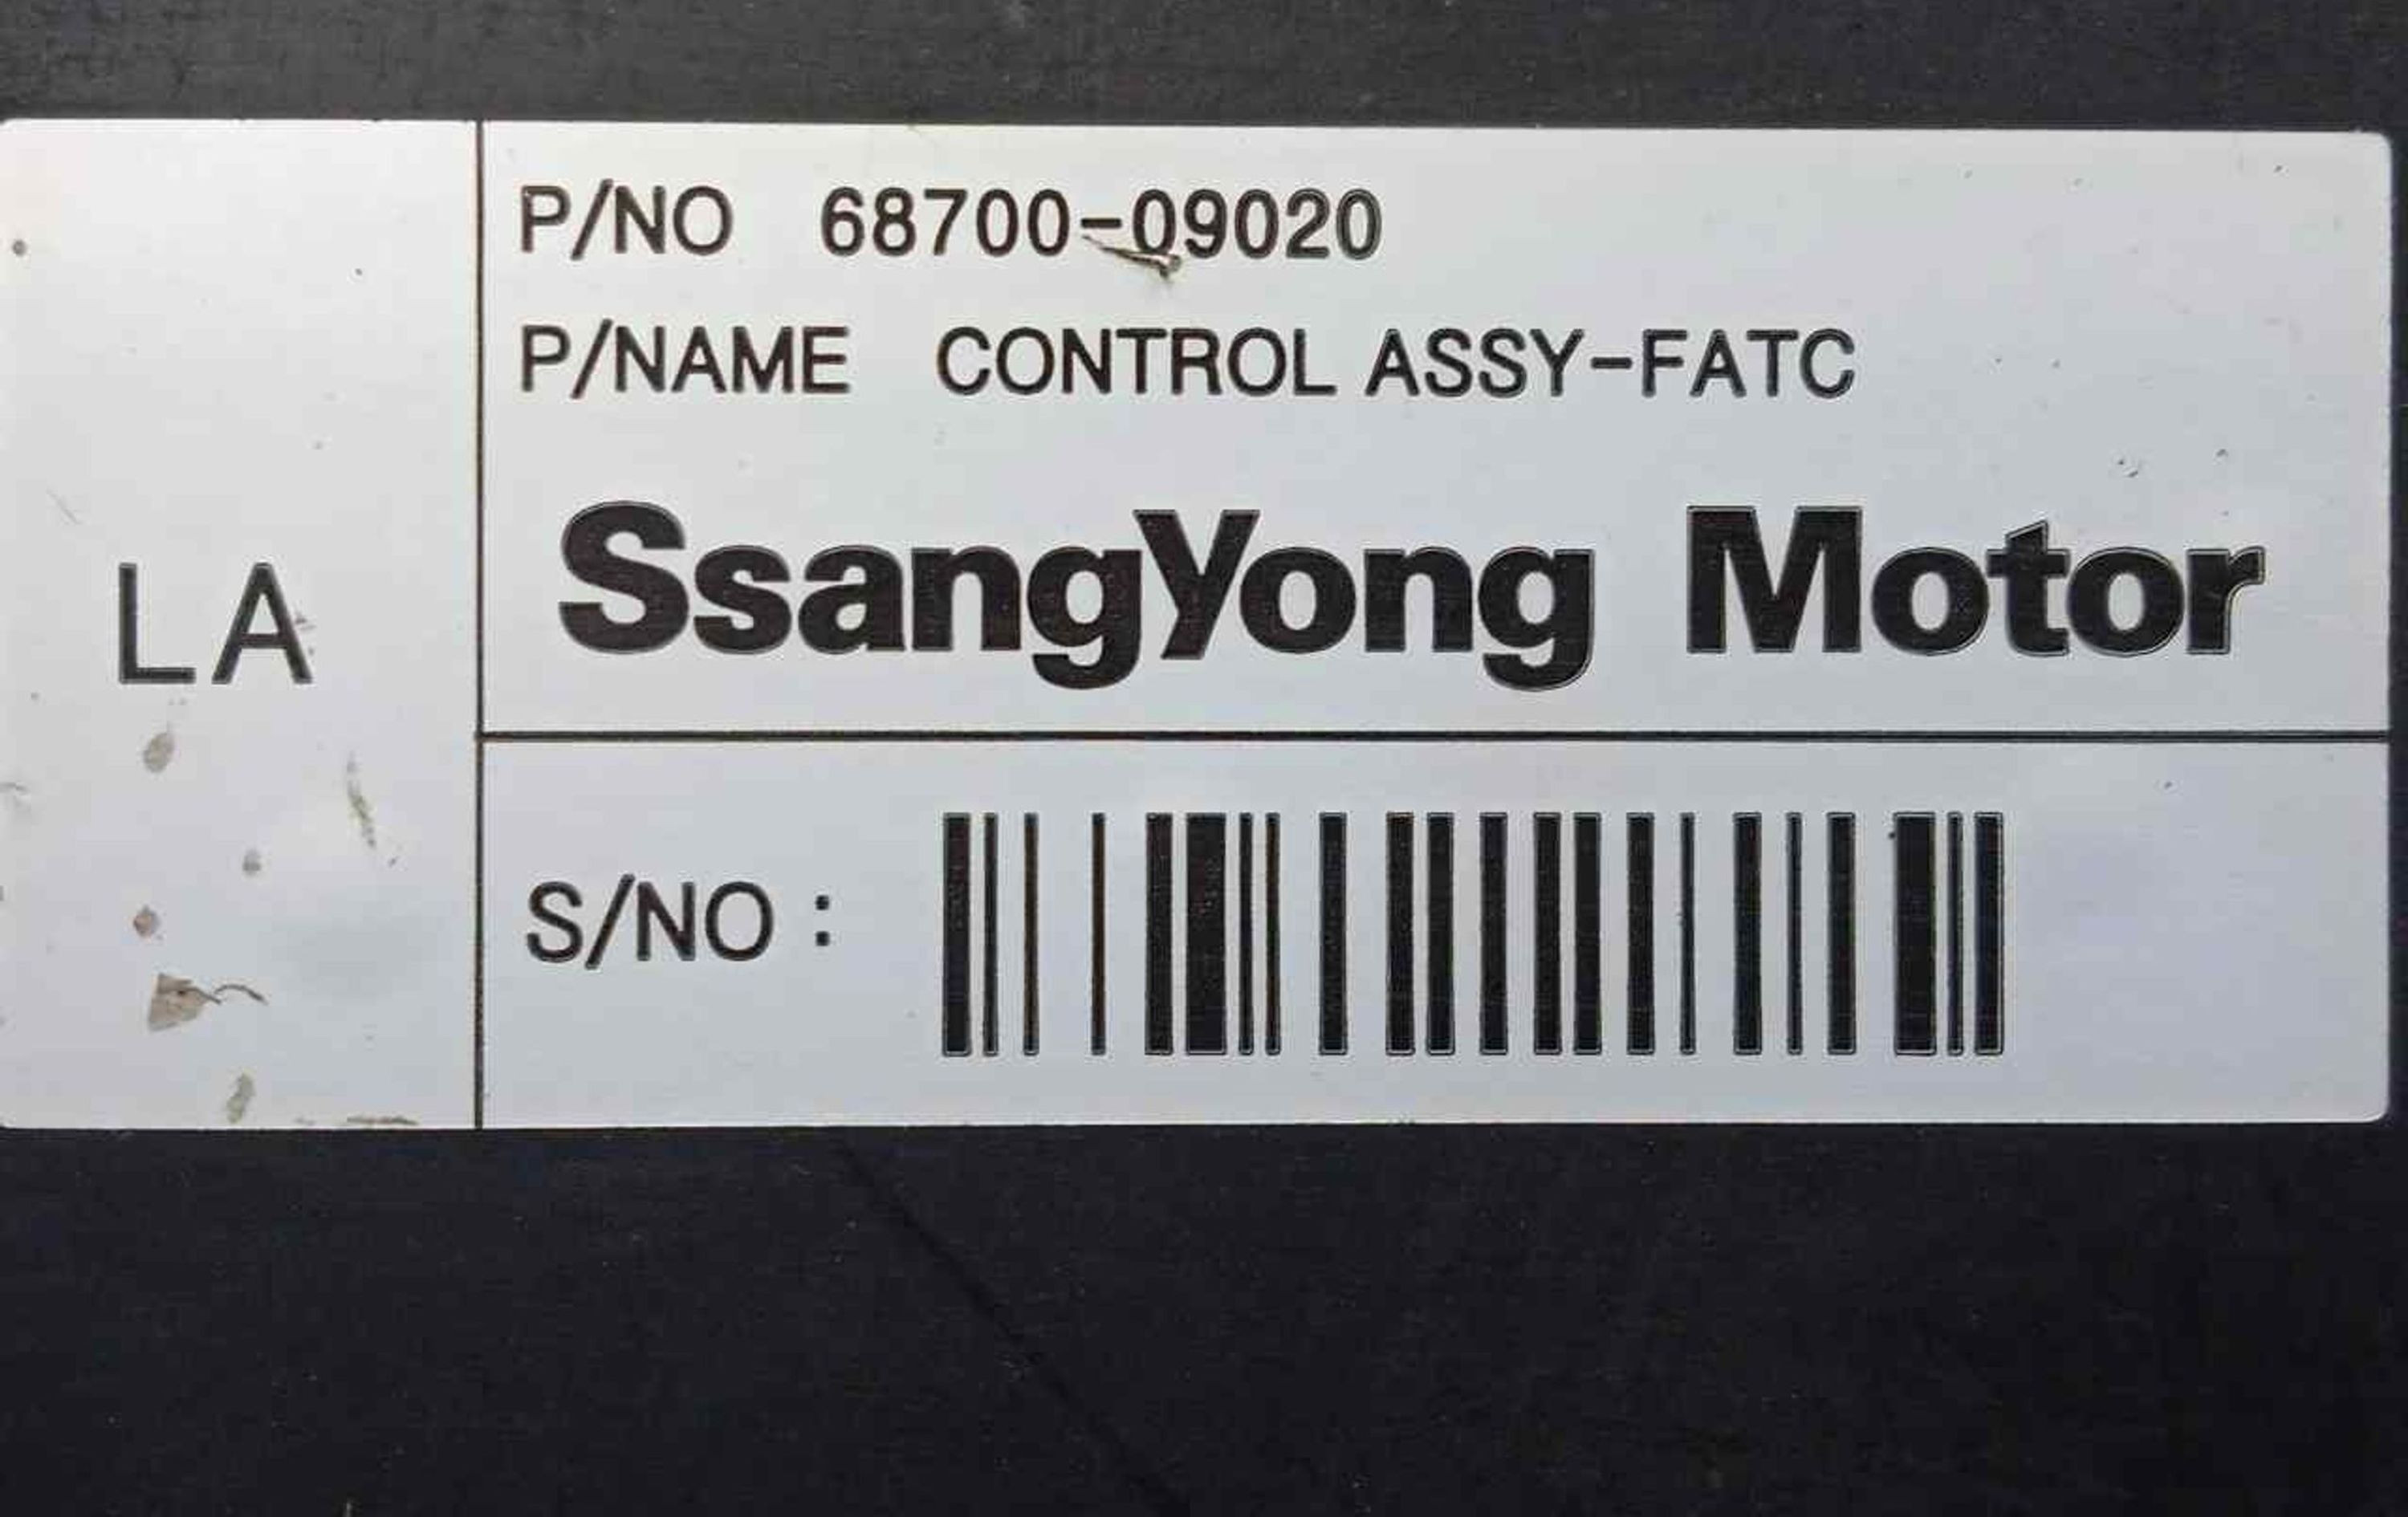 P/NO 68700-09020
P/NAME CONTROL ASSY-FATC
SsangYong Motor
LA
S/NO :